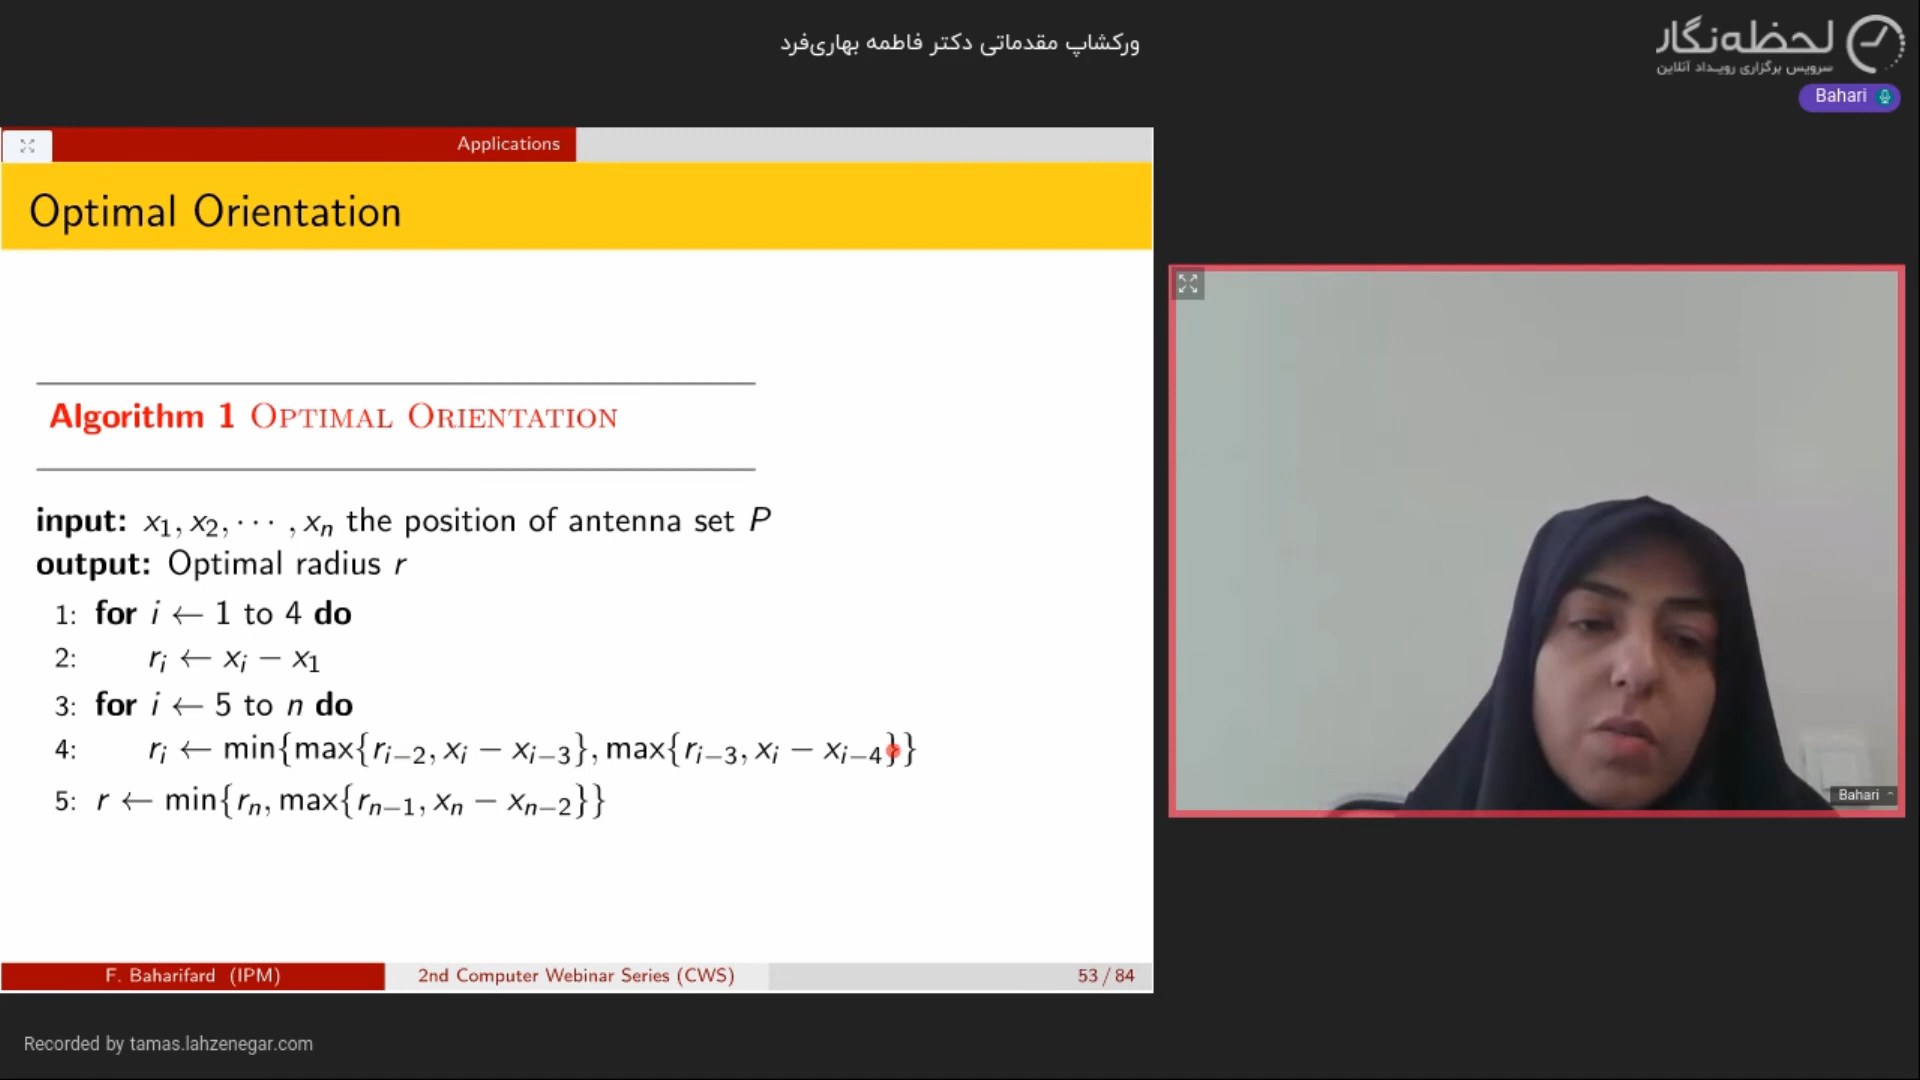 ورکشاپ مقدماتی دکتر فاطمه بهاری‌فرد
لحظه‌نگار
سرویس برگزاری رویداد آنلاین
Bahari
Applications
Optimal Orientation
Algorithm 1 OPTIMAL ORIENTATION
input: x₁, x₂, ⋯ , xₙ the position of antenna set P
output: Optimal radius r
1: for i ← 1 to 4 do
2: rᵢ ← xᵢ − x₁
3: for i ← 5 to n do
4: rᵢ ← min{max{rᵢ₋₂, xᵢ − xᵢ₋₃}, max{rᵢ₋₃, xᵢ − xᵢ₋₄}}
5: r ← min{rₙ, max{rₙ₋₁, xₙ − xₙ₋₂}}
Bahari
F. Baharifard (IPM) 2nd Computer Webinar Series (CWS) 53 / 84
Recorded by tamas.lahzenegar.com